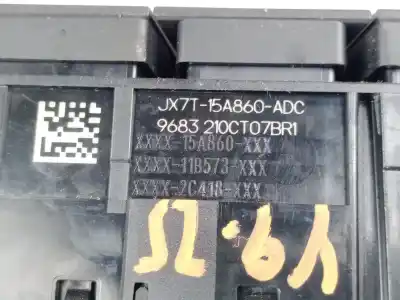 JX7T-15A860-ADC
9683 210CT07BR1
XXXX-15A860-XXX
XXXX-11B573-XXX
XXXX-2C418-XXX